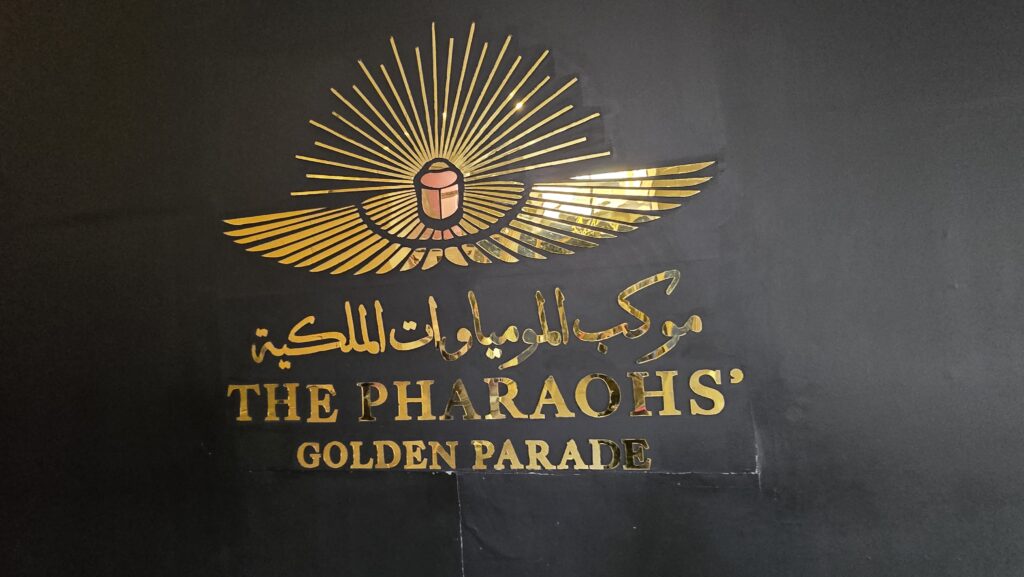 موكب المومياوات الملكية
THE PHARAOHS’
GOLDEN PARADE